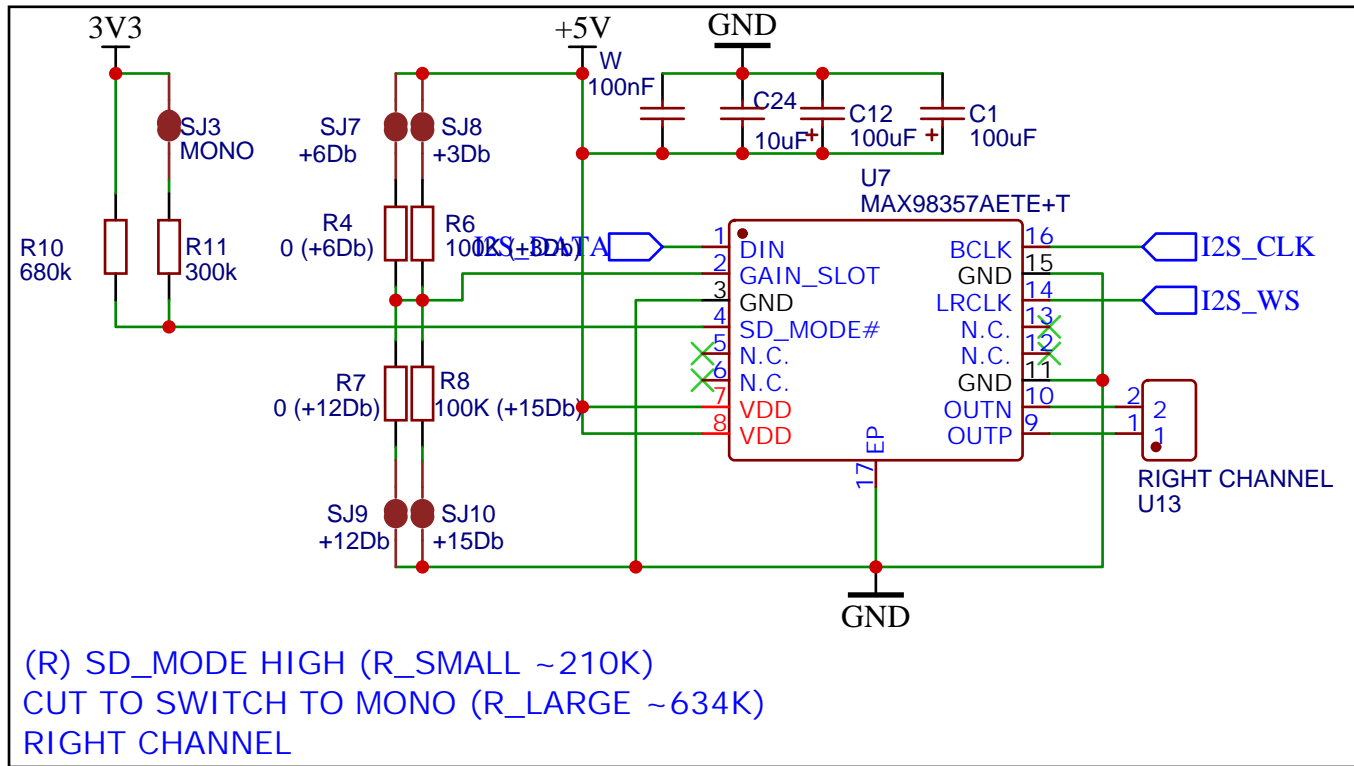 3V3
+5V
GND
W
100nF
C24
10uF
+
C12
100uF
+
C1
100uF
SJ3
MONO
SJ7
+6Db
SJ8
+3Db
U7
MAX98357AETE+T
R10
680k
R11
300k
R4
0 (+6Db)
R6
100K (+3Db)
I2S_DATA
1
DIN
2
GAIN_SLOT
3
GND
4
SD_MODE#
5
N.C.
6
N.C.
7
VDD
8
VDD
16
BCLK
I2S_CLK
15
GND
14
LRCLK
I2S_WS
13
N.C.
12
N.C.
11
GND
10
OUTN
9
OUTP
17
EP
2
2
1
1
RIGHT CHANNEL
U13
R7
0 (+12Db)
R8
100K (+15Db)
SJ9
+12Db
SJ10
+15Db
GND
(R) SD_MODE HIGH (R_SMALL ~210K)
CUT TO SWITCH TO MONO (R_LARGE ~634K)
RIGHT CHANNEL